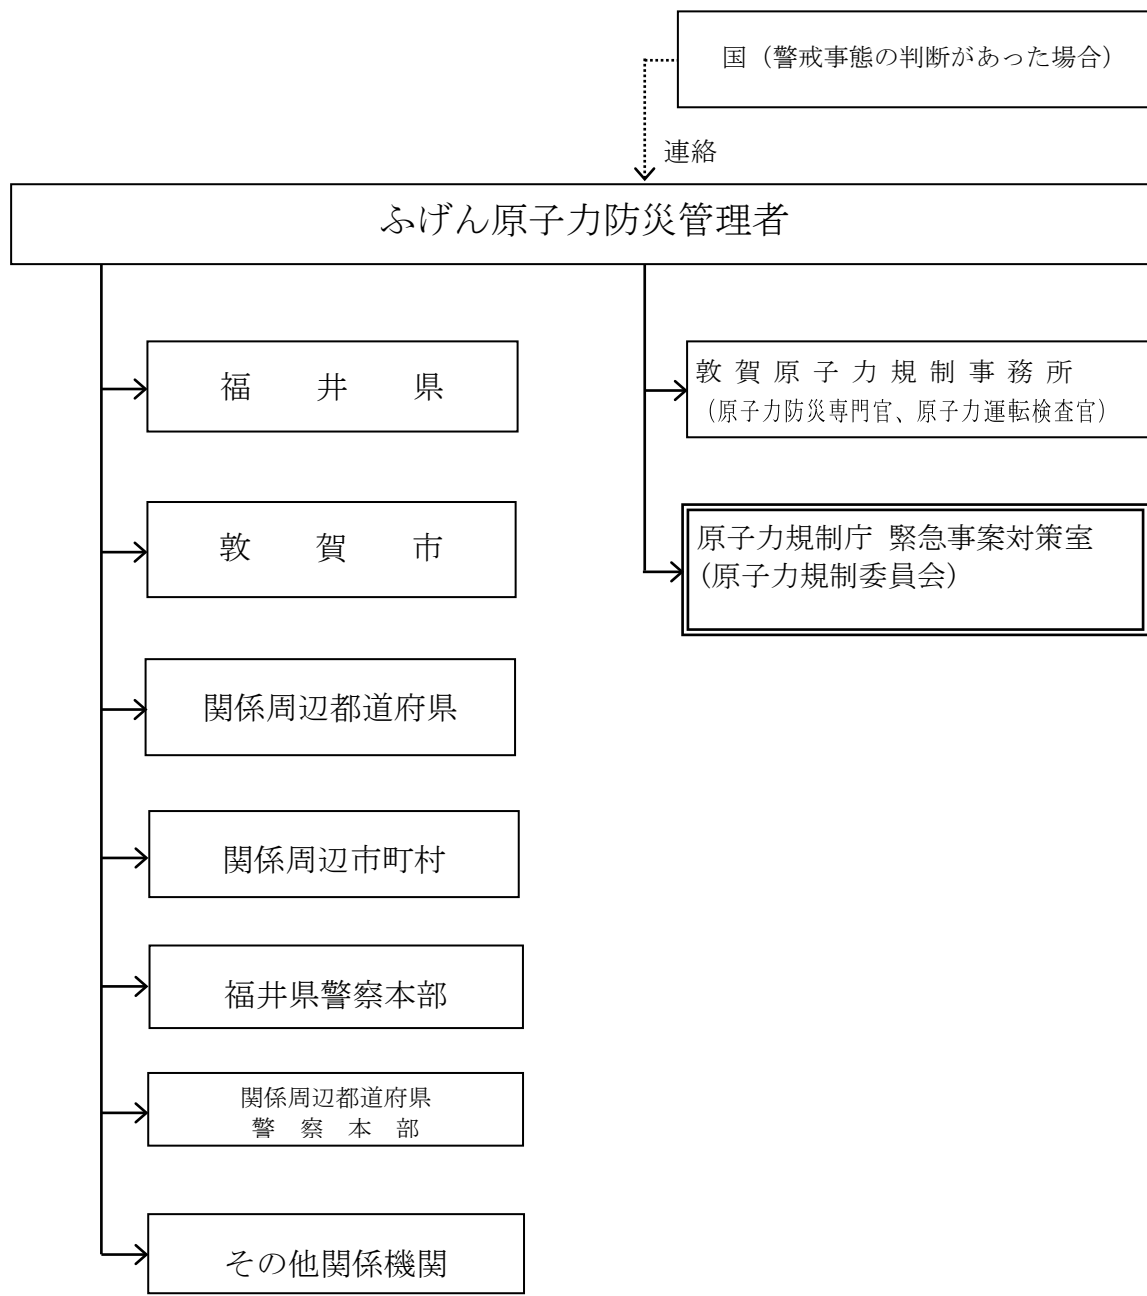 国（警戒事態の判断があった場合）
連絡
ふげん原子力防災管理者
福井県
敦賀市
関係周辺都道府県
関係周辺市町村
福井県警察本部
関係周辺都道府県
警察本部
その他関係機関
敦賀原子力規制事務所
（原子力防災専門官、原子力運転検査官）
原子力規制庁 緊急事案対策室
（原子力規制委員会）